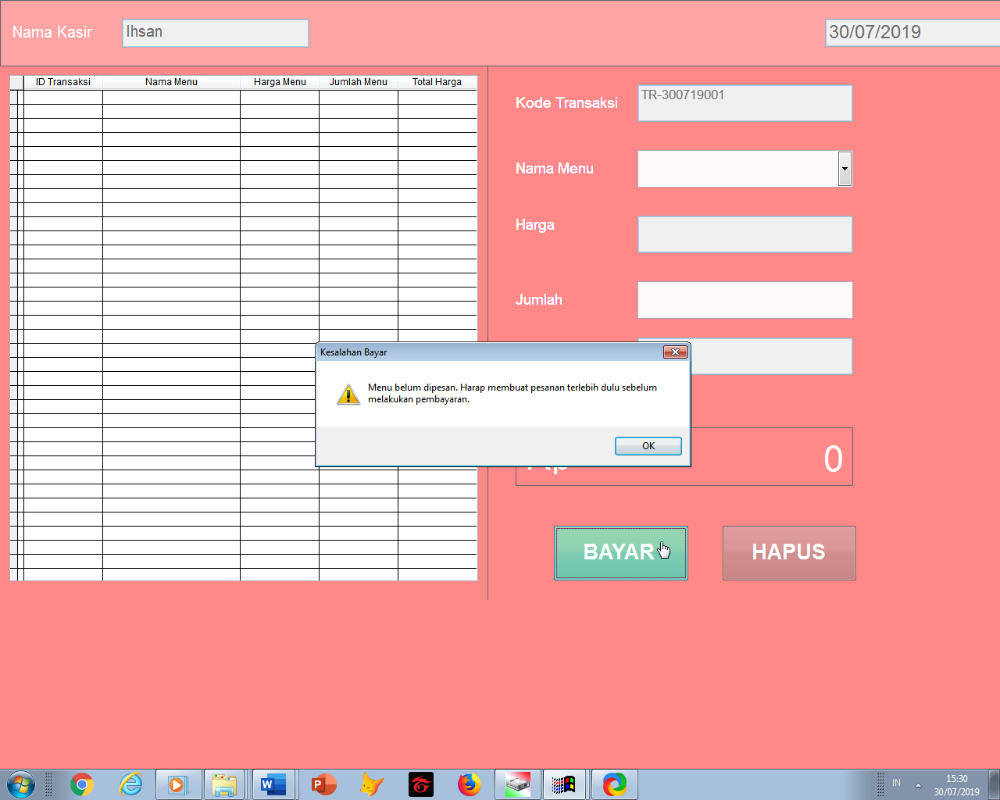 Nama Kasir
Ihsan
30/07/2019
ID Transaksi
Nama Menu
Harga Menu
Jumlah Menu
Total Harga
Kode Transaksi
TR-300719001
Nama Menu
Harga
Jumlah
Kesalahan Bayar
Menu belum dipesan. Harap membuat pesanan terlebih dulu sebelum
melakukan pembayaran.
OK
0
BAYAR
HAPUS
W
P
IN
15:30
30/07/2019